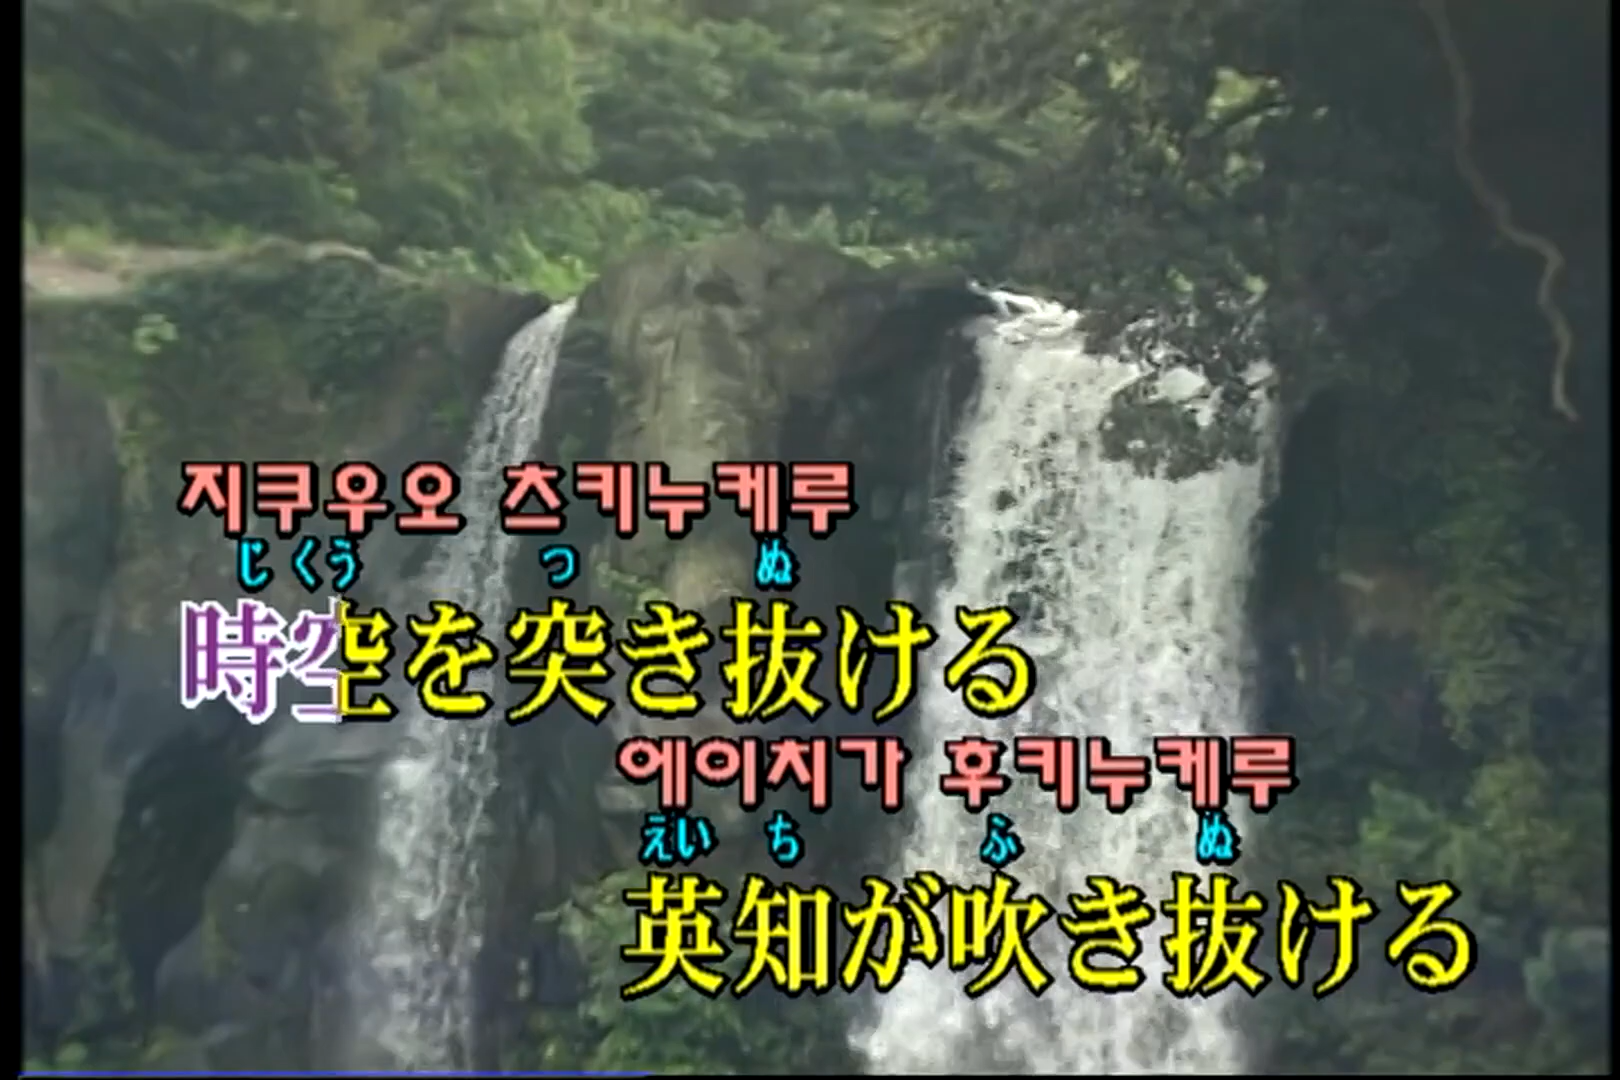 지쿠우오 츠키누케루
じくう つ ぬ
時空を突き抜ける
에이치가 후키누케루
えいち ふ ぬ
英知が吹き抜ける